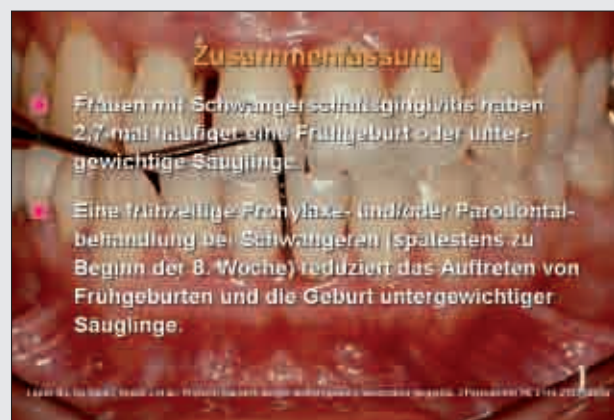 Zusammenfassung
Frauen mit Schwangerschaftsgingivitis haben
2,7 mal häufiger eine Frühgeburt oder unter-
gewichtige Säuglinge.
Eine frühzeitige Prohylaxe- und/oder Parodontal-
behandlung bei Schwangeren (spätestens zu
Beginn der 8. Woche) reduziert das Auftreten von
Frühgeburten und die Geburt untergewichtiger
Säuglinge.